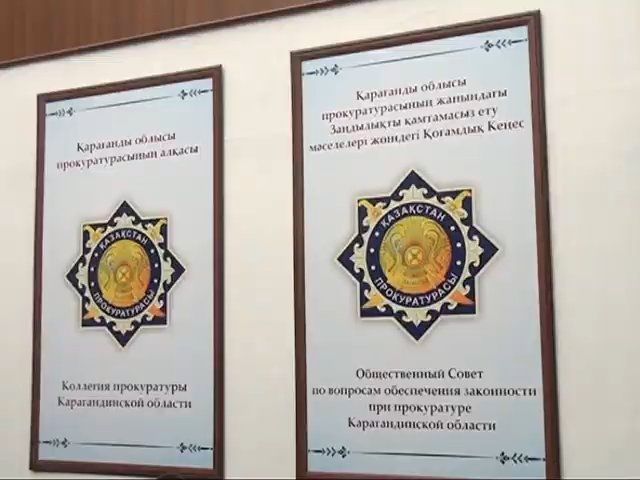 Қарағанды облысы
прокуратурасының алқасы
ҚАЗАҚСТАН
ПРОКУРАТУРАСЫ
Коллегия прокуратуры
Карагандинской области
Қарағанды облысы
прокуратурасының жанындағы
Заңдылықты қамтамасыз ету
мәселелері жөніндегі Қоғамдық Кеңес
ҚАЗАҚСТАН
ПРОКУРАТУРАСЫ
Общественный Совет
по вопросам обеспечения законности
при прокуратуре
Карагандинской области